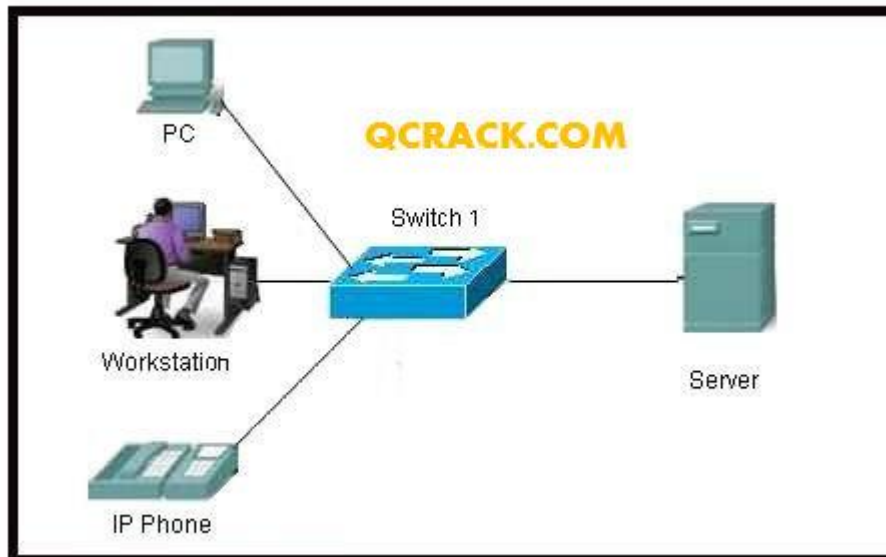 PC
QCRACK.COM
Switch 1
Workstation
Server
IP Phone